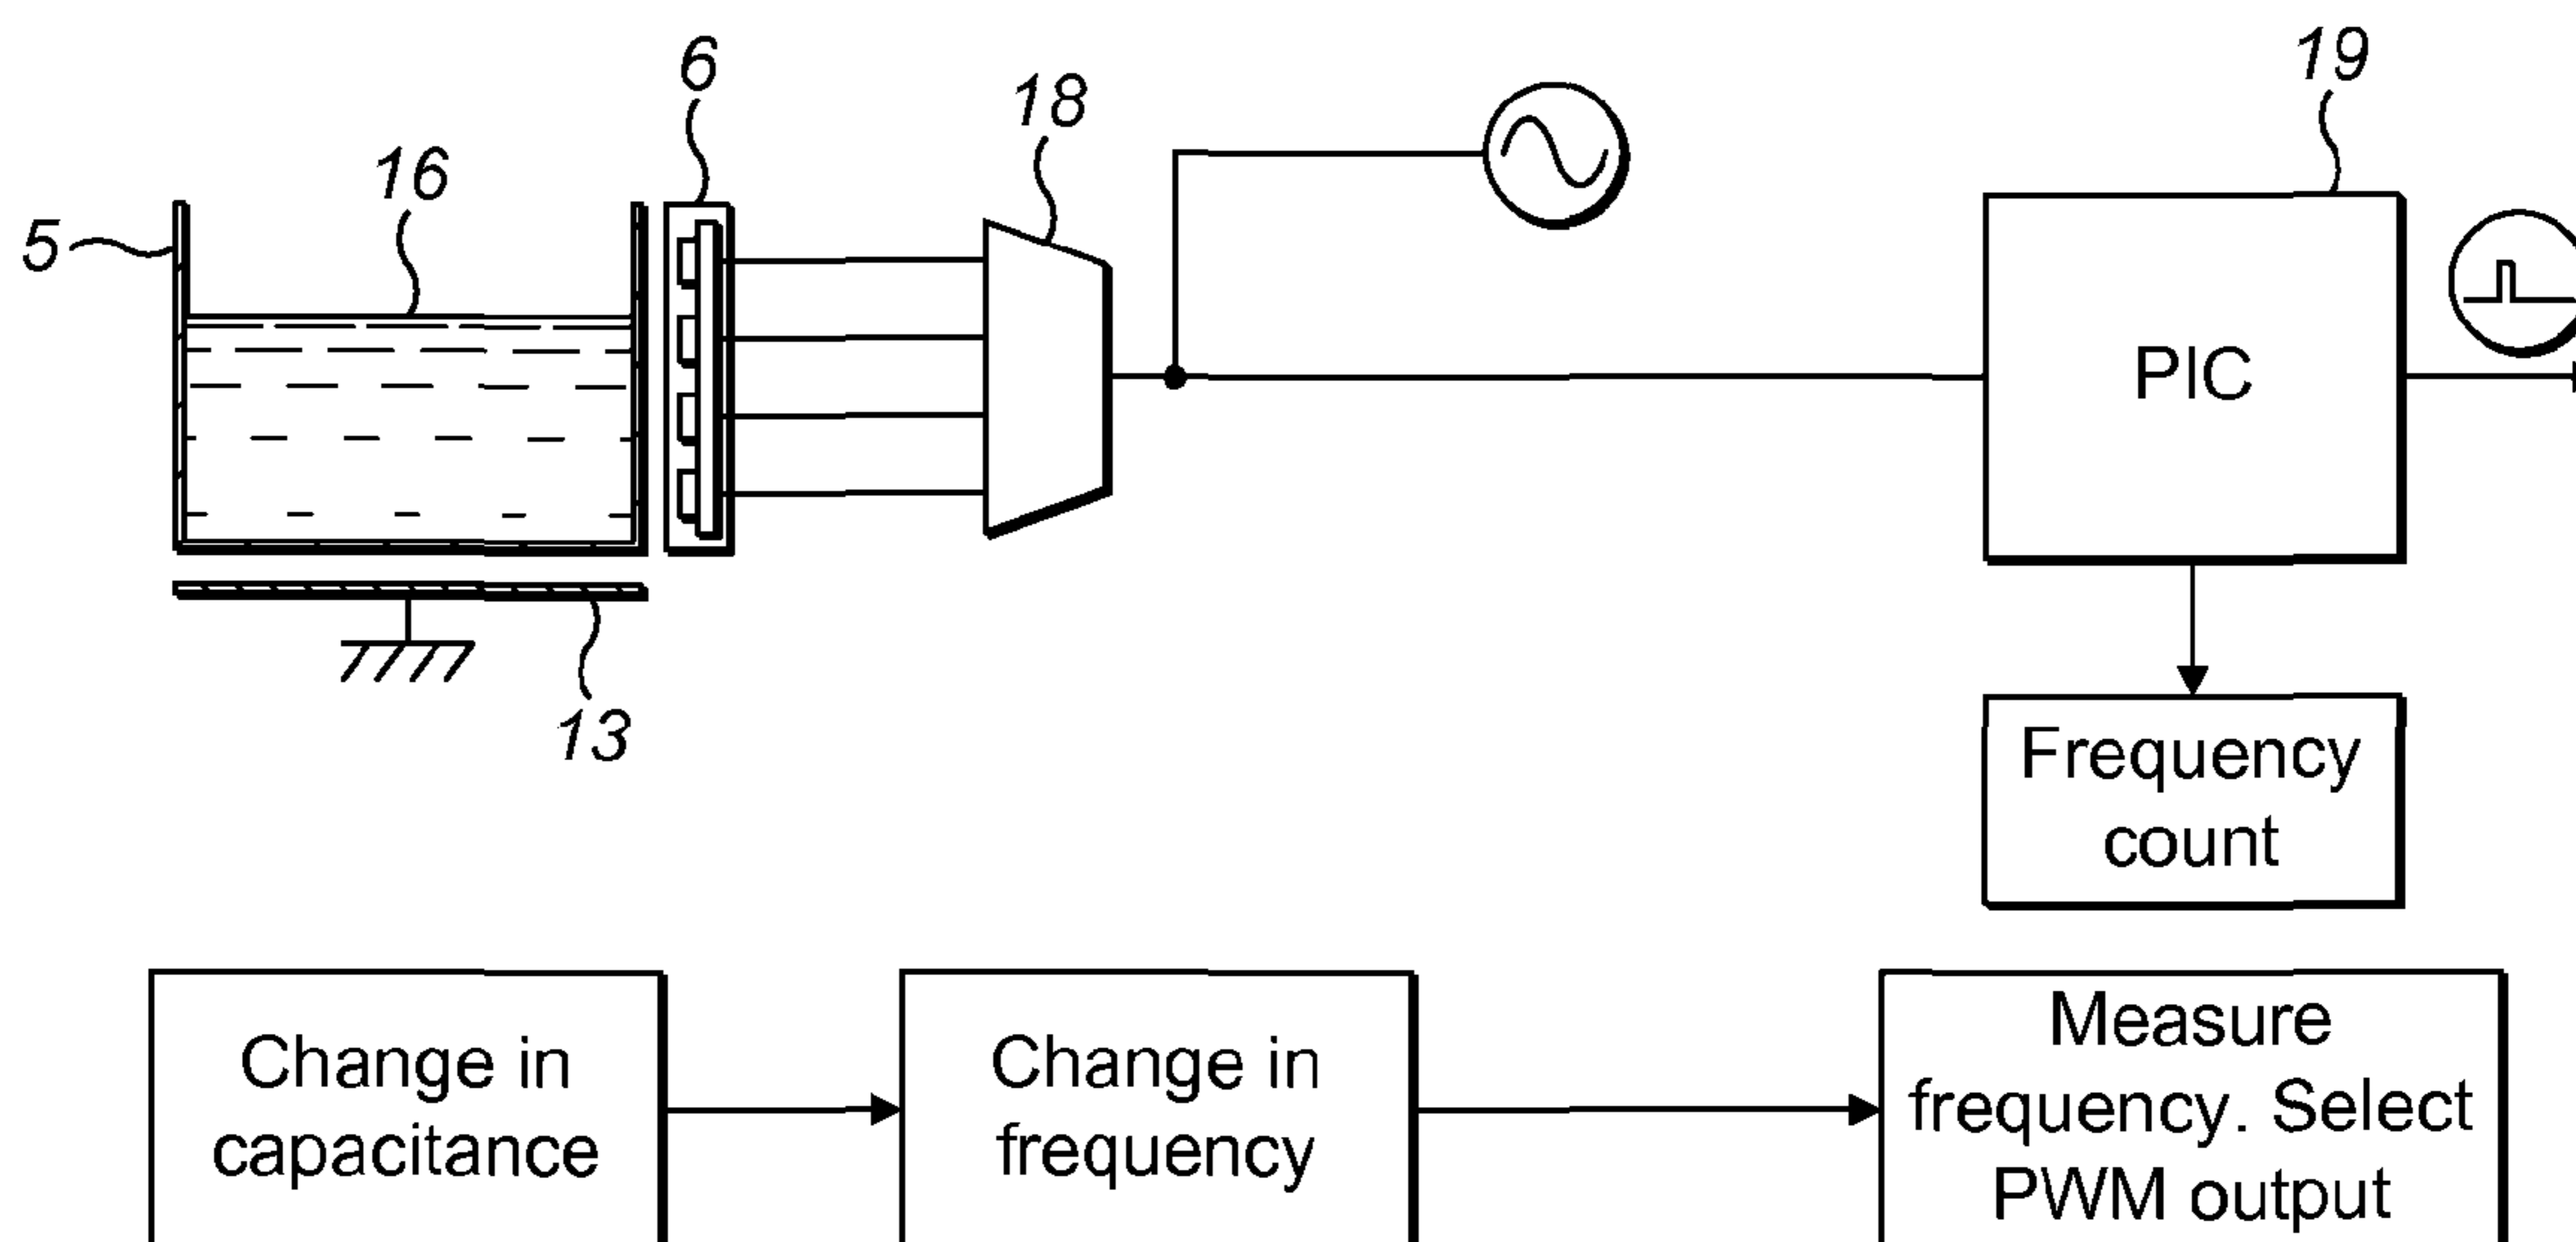 19
6
18
16
5
PIC
13
Frequency
count
Change in
capacitance
Change in
frequency
Measure
frequency. Select
PWM output